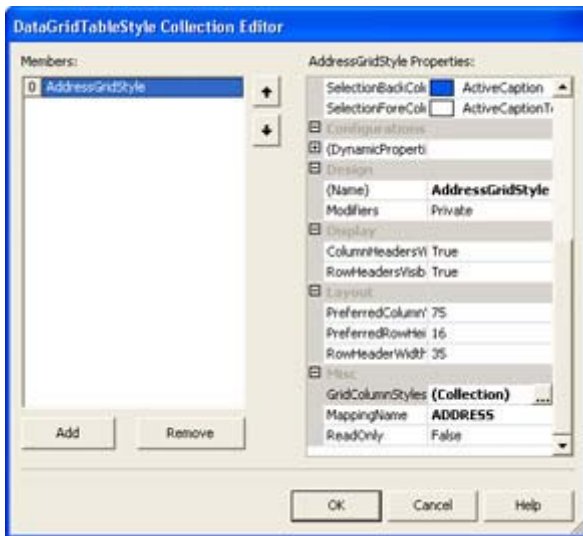 DataGridTableStyle Collection Editor
Members:
0 AddressGridStyle
AddressGridStyle Properties:
SelectionBackCol ActiveCaption
SelectionForeCol ActiveCaptionT
Configurations
(DynamicProperti
Design
(Name) AddressGridStyle
Modifiers Private
Display
ColumnHeadersVi True
RowHeadersVisib True
Layout
PreferredColumn 75
PreferredRowHei 16
RowHeaderWidth 35
Misc
GridColumnStyles (Collection) ...
MappingName ADDRESS
ReadOnly False
Add Remove
OK Cancel Help